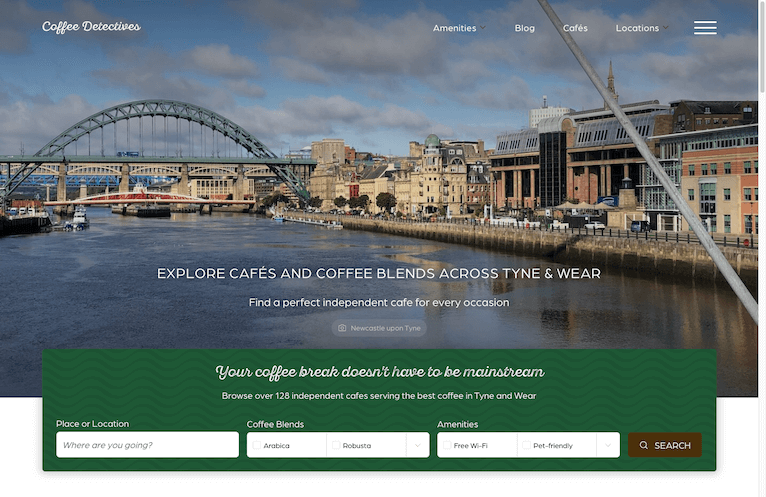 Coffee Detectives
Amenities Blog Cafés Locations
EXPLORE CAFÉS AND COFFEE BLENDS ACROSS TYNE & WEAR
Find a perfect independent cafe for every occasion
Newcastle upon Tyne
Your coffee break doesn't have to be mainstream
Browse over 128 independent cafes serving the best coffee in Tyne and Wear
Place or Location Coffee Blends Amenities
Where are you going? Arabica Robusta Free Wi-Fi Pet-friendly SEARCH